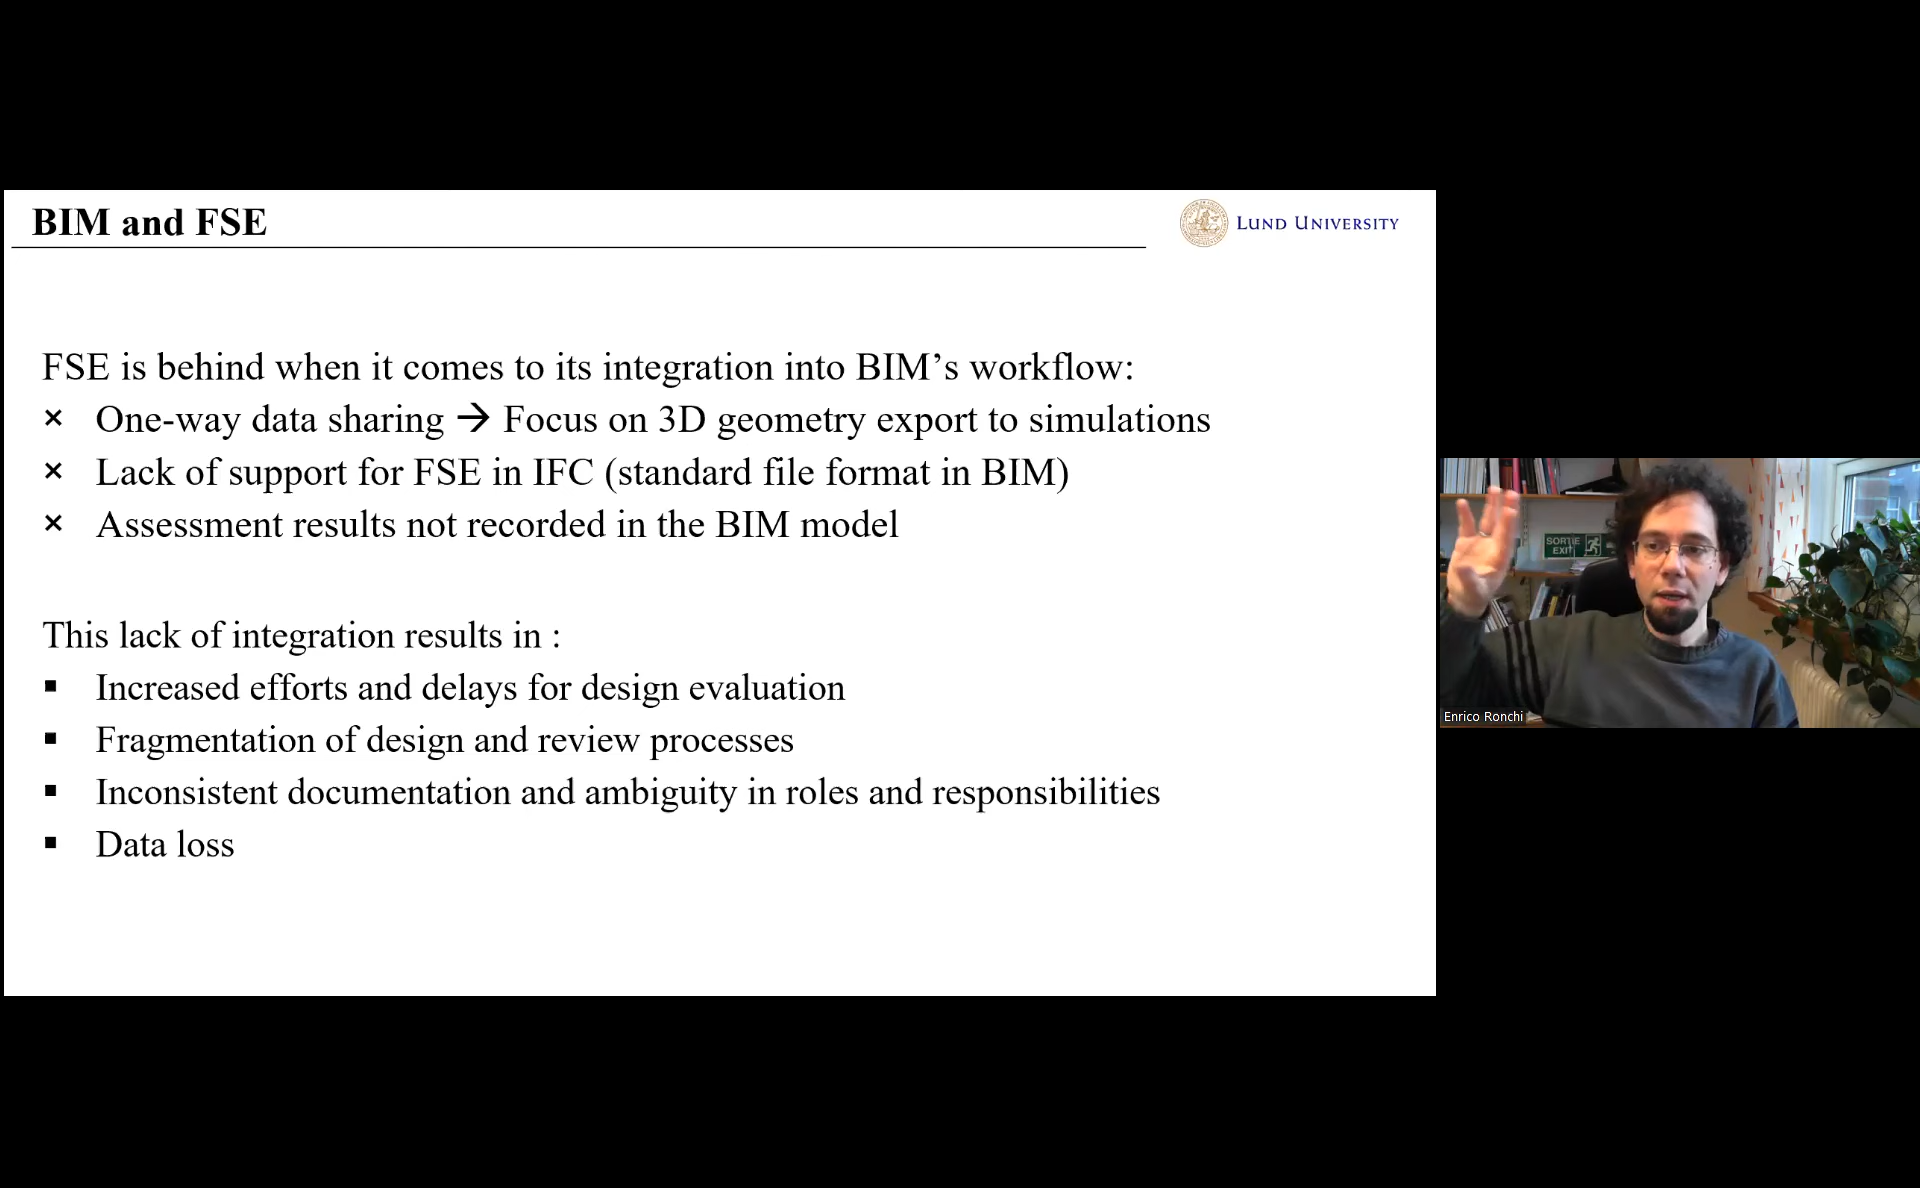 BIM and FSE
LUND UNIVERSITY
FSE is behind when it comes to its integration into BIM’s workflow:
× One-way data sharing → Focus on 3D geometry export to simulations
× Lack of support for FSE in IFC (standard file format in BIM)
× Assessment results not recorded in the BIM model
This lack of integration results in :
▪ Increased efforts and delays for design evaluation
▪ Fragmentation of design and review processes
▪ Inconsistent documentation and ambiguity in roles and responsibilities
▪ Data loss
SORTIE
EXIT
Enrico Ronchi